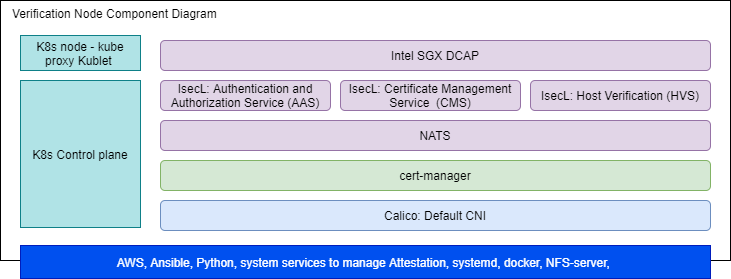 Verification Node Component Diagram
K8s node - kube
proxy Kublet
Intel SGX DCAP
IsecL: Authentication and
Authorization Service (AAS)
IsecL: Certificate Management
Service (CMS)
IsecL: Host Verification (HVS)
K8s Control plane
NATS
cert-manager
Calico: Default CNI
AWS, Ansible, Python, system services to manage Attestation, systemd, docker, NFS-server,